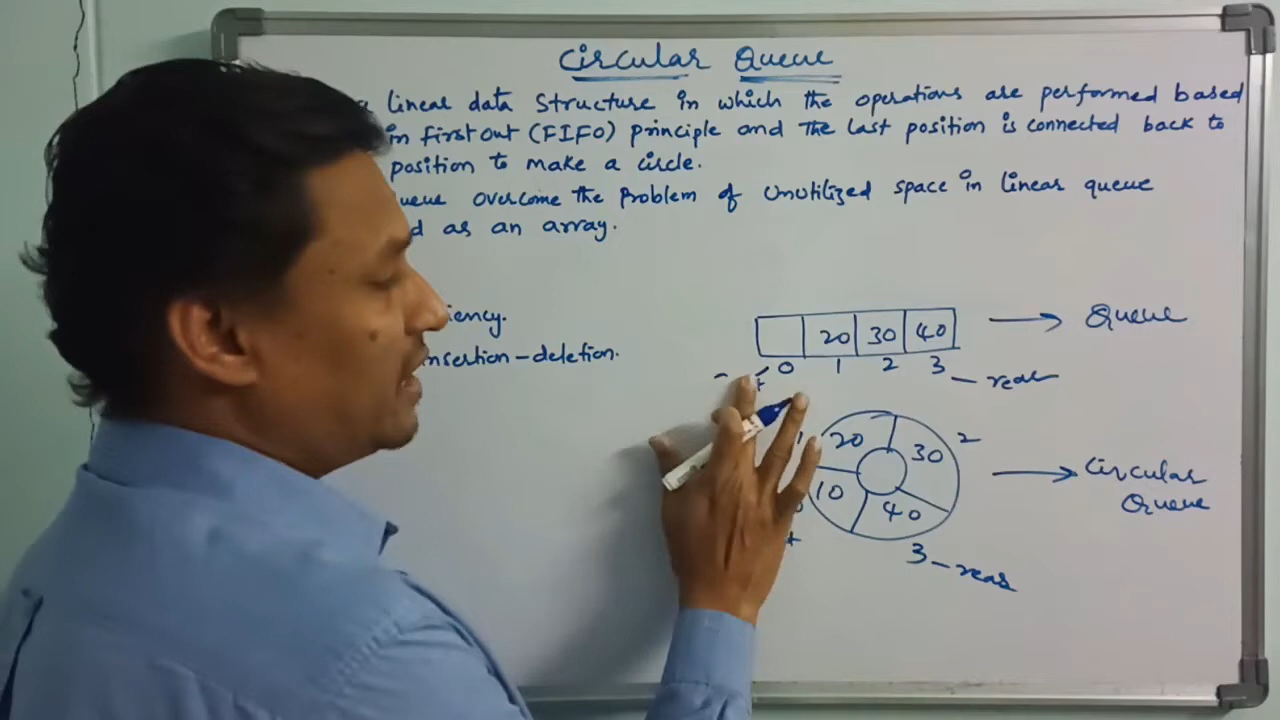 Circular Queue
linear data structure in which the operations are performed based
in first out (FIFO) principle and the last position is connected back to
position to make a circle.
ueue overcome the problem of unutilized space in linear queue
d as an array.
iency.
insertion-deletion.
20 30 40 → Queue
0 1 2 3 - rear
1 20 30 2
10 40 → Circular Queue
3 - rear